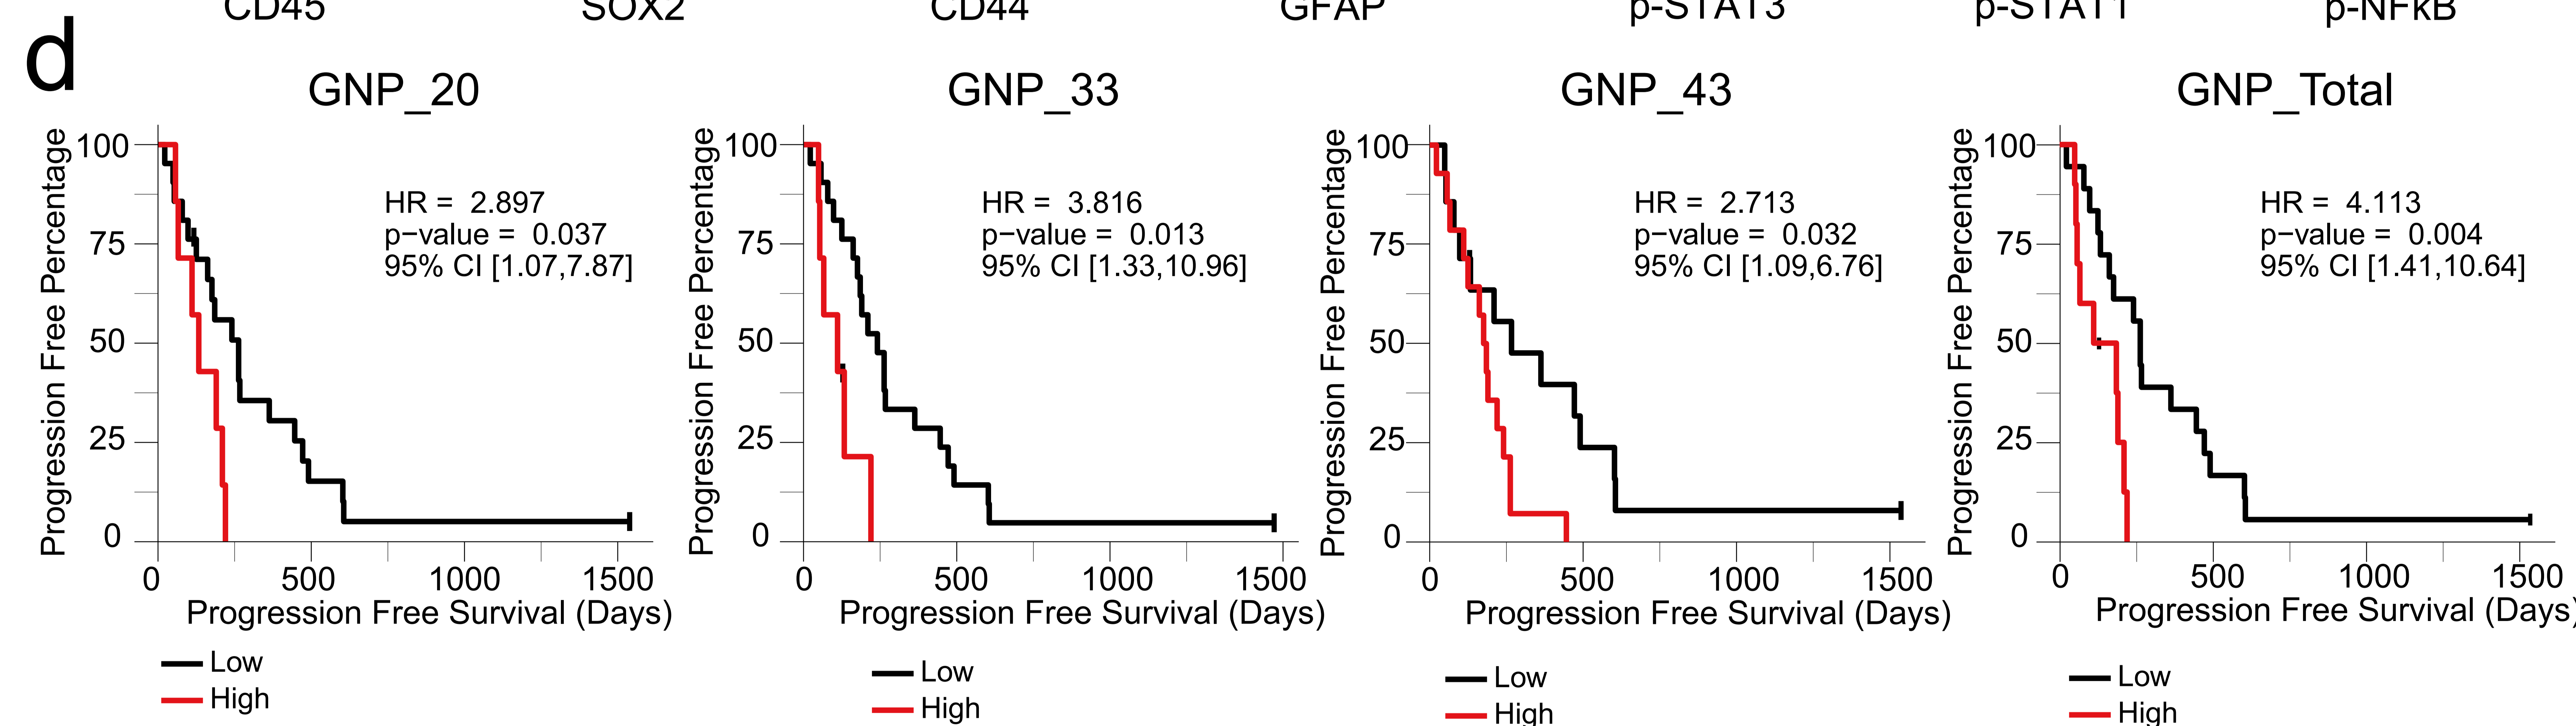 CD45 SOX2 CD44 GFAP p-STAT3 p-STAT1 p-NFkB
d
GNP_20
Progression Free Percentage
100
75
50
25
0
HR = 2.897
p−value = 0.037
95% CI [1.07,7.87]
0 500 1000 1500
Progression Free Survival (Days)
Low
High
GNP_33
Progression Free Percentage
100
75
50
25
0
HR = 3.816
p−value = 0.013
95% CI [1.33,10.96]
0 500 1000 1500
Progression Free Survival (Days)
Low
High
GNP_43
Progression Free Percentage
100
75
50
25
0
HR = 2.713
p−value = 0.032
95% CI [1.09,6.76]
0 500 1000 1500
Progression Free Survival (Days)
Low
High
GNP_Total
Progression Free Percentage
100
75
50
25
0
HR = 4.113
p−value = 0.004
95% CI [1.41,10.64]
0 500 1000 1500
Progression Free Survival (Days)
Low
High